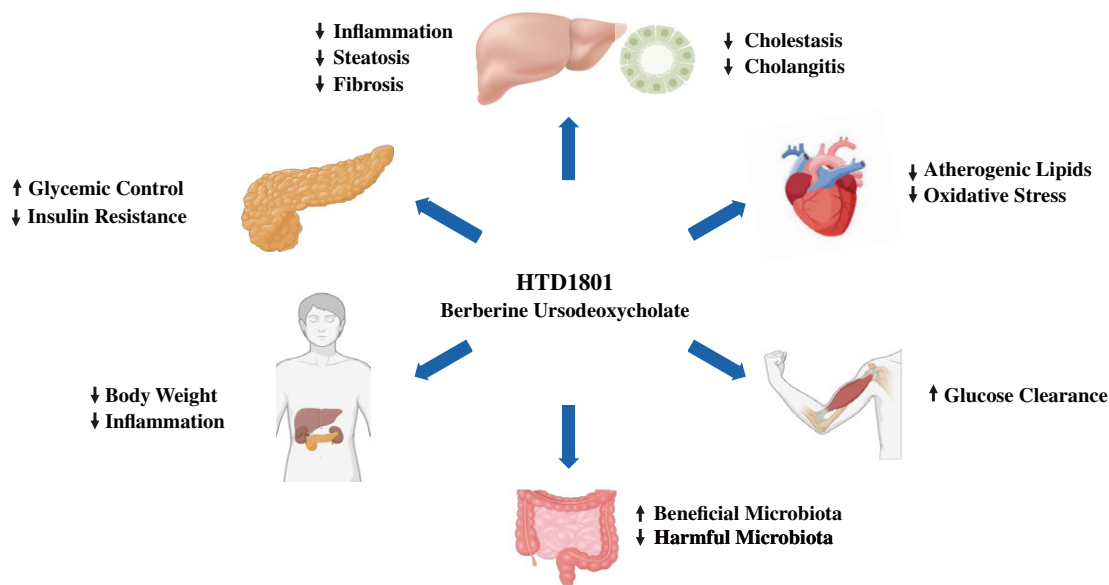 ↓ Inflammation
↓ Steatosis
↓ Fibrosis
↓ Cholestasis
↓ Cholangitis
↑ Glycemic Control
↓ Insulin Resistance
↓ Atherogenic Lipids
↓ Oxidative Stress
HTD1801
Berberine Ursodeoxycholate
↓ Body Weight
↓ Inflammation
↑ Glucose Clearance
↑ Beneficial Microbiota
↓ Harmful Microbiota